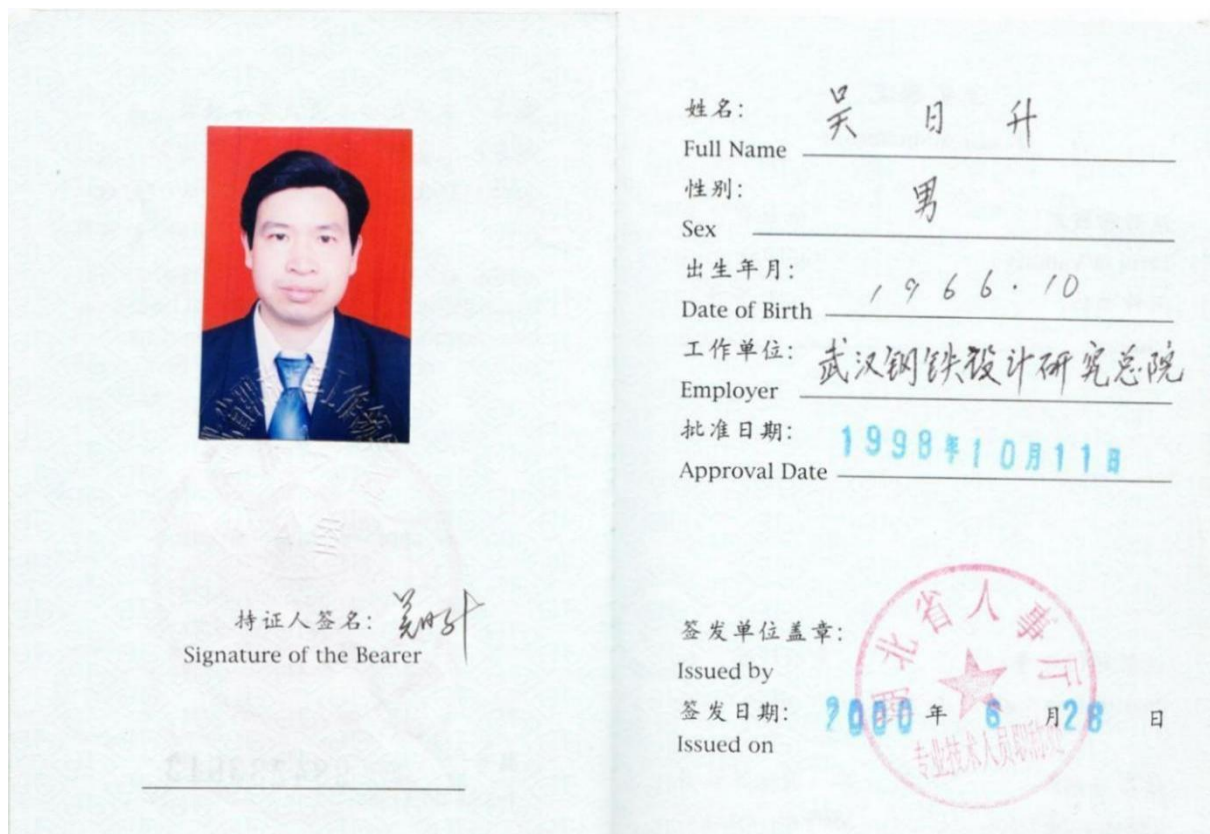 持证人签名:
Signature of the Bearer
姓名: 吴日升
Full Name
性别: 男
Sex
出生年月: 1966.10
Date of Birth
工作单位: 武汉钢铁设计研究总院
Employer
批准日期: 1998年10月11日
Approval Date
签发单位盖章:
Issued by
北省人事厅
签发日期: 2000年6月28日
Issued on
专业技术人员职